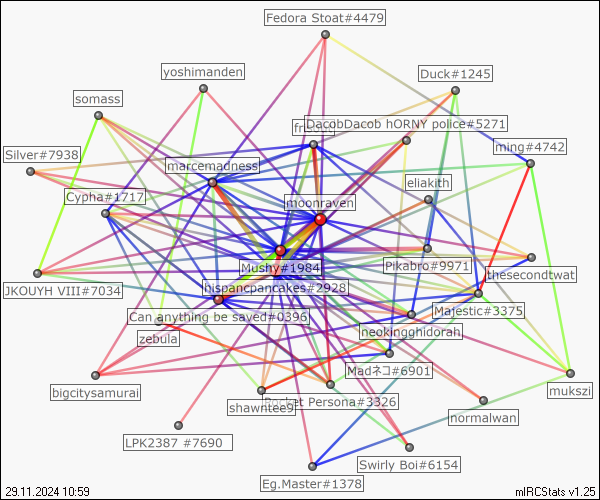 Fedora Stoat#4479
yoshimanden
Duck#1245
somass
DacobDacob hORNY police#5271
ming#4742
Silver#7938
marcemadness
eliakith
Cypha#1717
moonraven
Mushy#1984
Pikabro#9971
thesecondtwat
JKOUYH VIII#7034
hispancpancakes#2928
Can anything be saved#0396
Majestic#3375
zebula
neokingghidorah
Madネコ#6901
bigcitysamurai
mukszi
shawntee9
Rocket Persona#3326
normalwan
LPK2387 #7690
Swirly Boi#6154
Eg.Master#1378
29.11.2024 10:59
mIRCStats v1.25